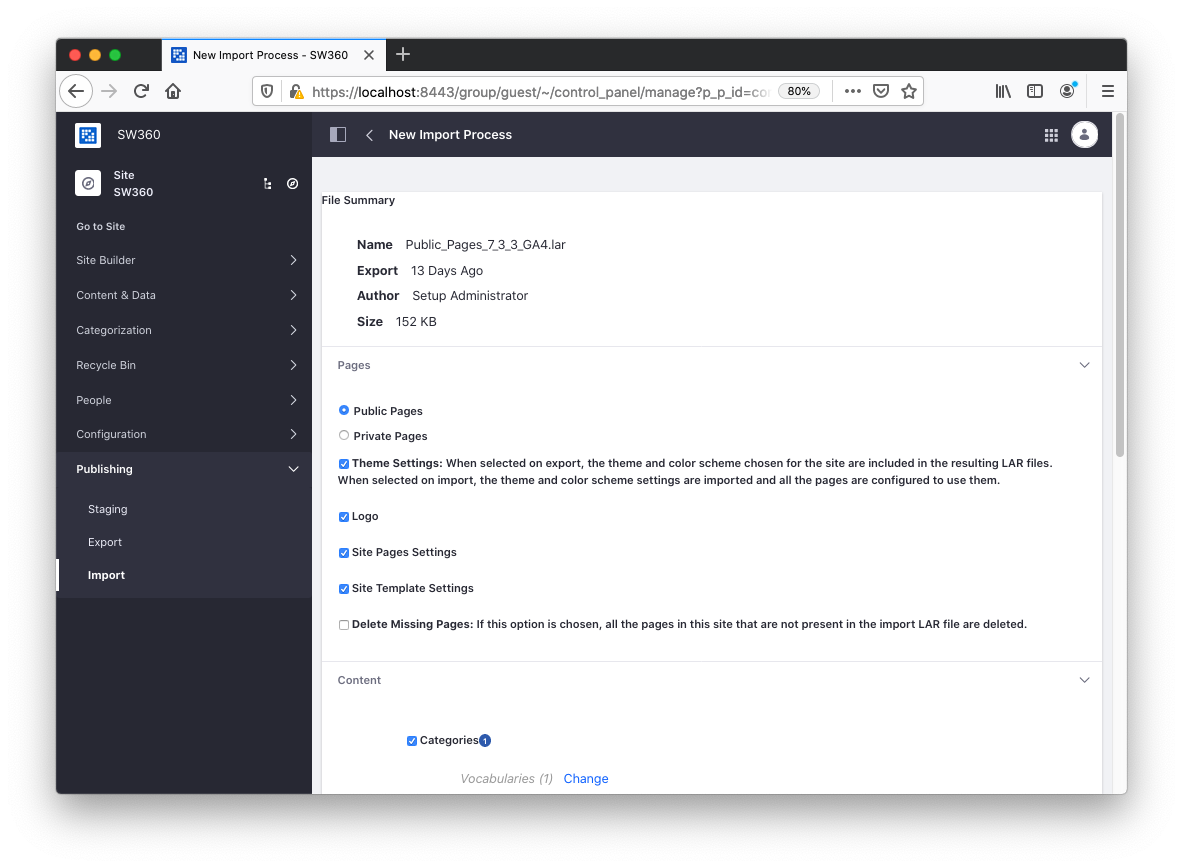 New Import Process - SW360
https://localhost:8443/group/guest/~/control_panel/manage?p_p_id=co
80%
SW360
New Import Process
Site
SW360
Go to Site
Site Builder
Content & Data
Categorization
Recycle Bin
People
Configuration
Publishing
Staging
Export
Import
File Summary
Name Public_Pages_7_3_3_GA4.lar
Export 13 Days Ago
Author Setup Administrator
Size 152 KB
Pages
Public Pages
Private Pages
Theme Settings: When selected on export, the theme and color scheme chosen for the site are included in the resulting LAR files.
When selected on import, the theme and color scheme settings are imported and all the pages are configured to use them.
Logo
Site Pages Settings
Site Template Settings
Delete Missing Pages: If this option is chosen, all the pages in this site that are not present in the import LAR file are deleted.
Content
Categories 1
Vocabularies (1) Change